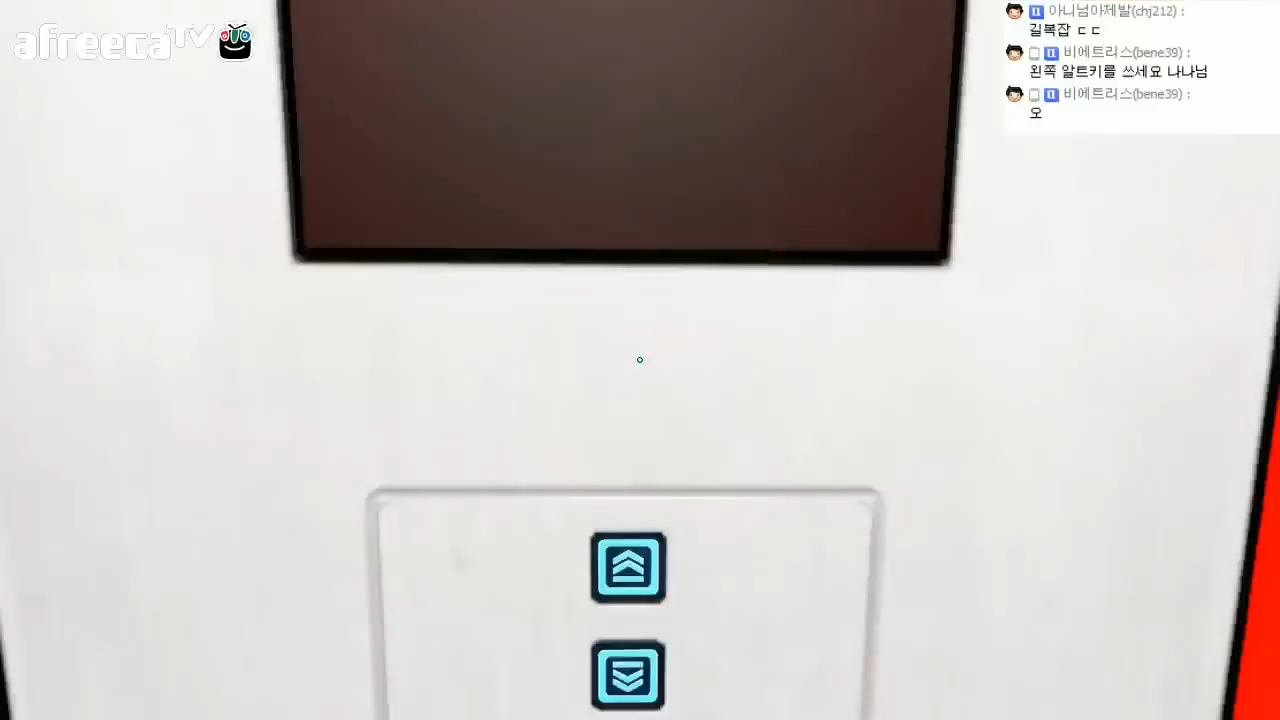 afreecaTV
아니넘아제발(chj212) :
길복잡 ㄷㄷ
비에트리스(bene39) :
왼쪽 알트키를 쓰세요 나나님
비에트리스(bene39) :
오